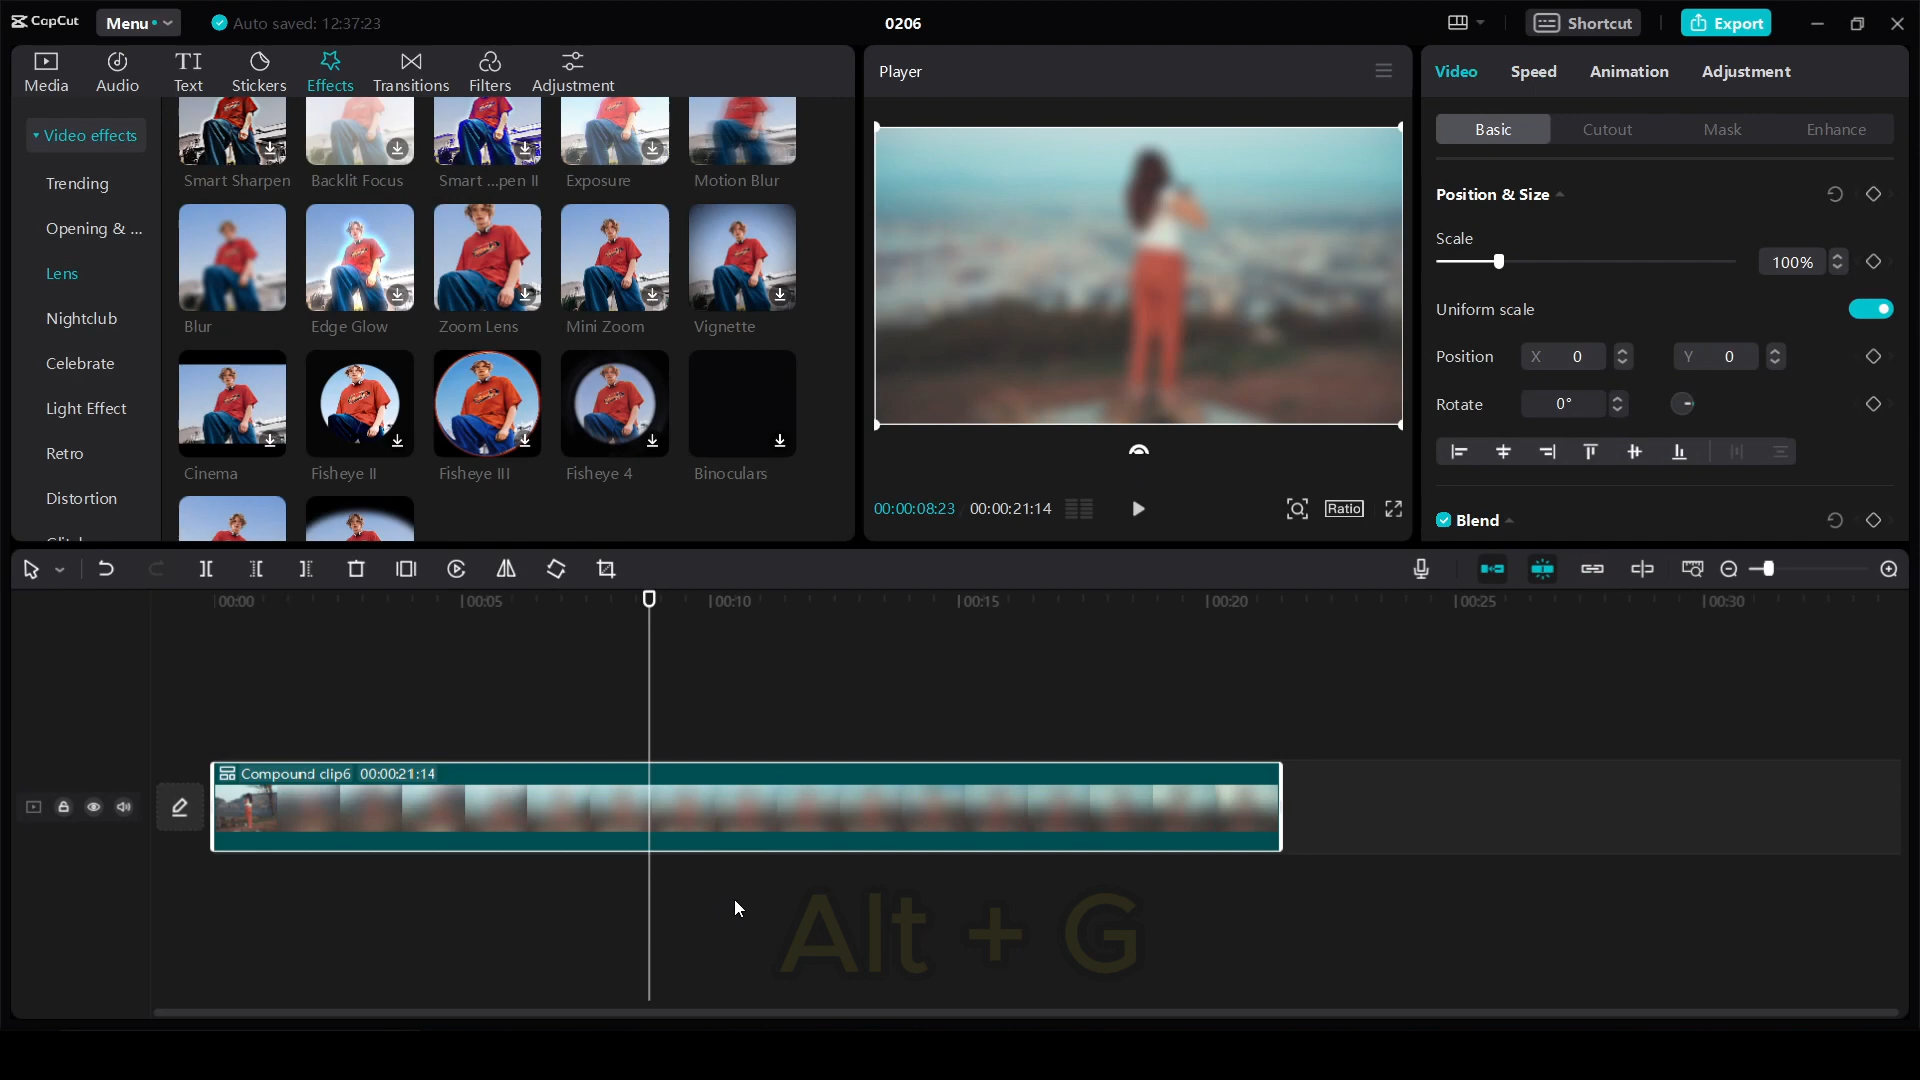 CapCut
Menu
Auto saved: 12:37:23
0206
Shortcut
Export
Media
Audio
Text
Stickers
Effects
Transitions
Filters
Adjustment
Player
Video
Speed
Animation
Adjustment
Video effects
Trending
Opening & ...
Lens
Nightclub
Celebrate
Light Effect
Retro
Distortion
Smart Sharpen
Backlit Focus
Smart ...pen II
Exposure
Motion Blur
Blur
Edge Glow
Zoom Lens
Mini Zoom
Vignette
Cinema
Fisheye II
Fisheye III
Fisheye 4
Binoculars
00:00:08:23
00:00:21:14
Ratio
Basic
Cutout
Mask
Enhance
Position & Size
Scale
100%
Uniform scale
Position
X 0
Y 0
Rotate
0°
Blend
00:00
00:05
00:10
00:15
00:20
00:25
00:30
Compound clip6 00:00:21:14
Alt + G